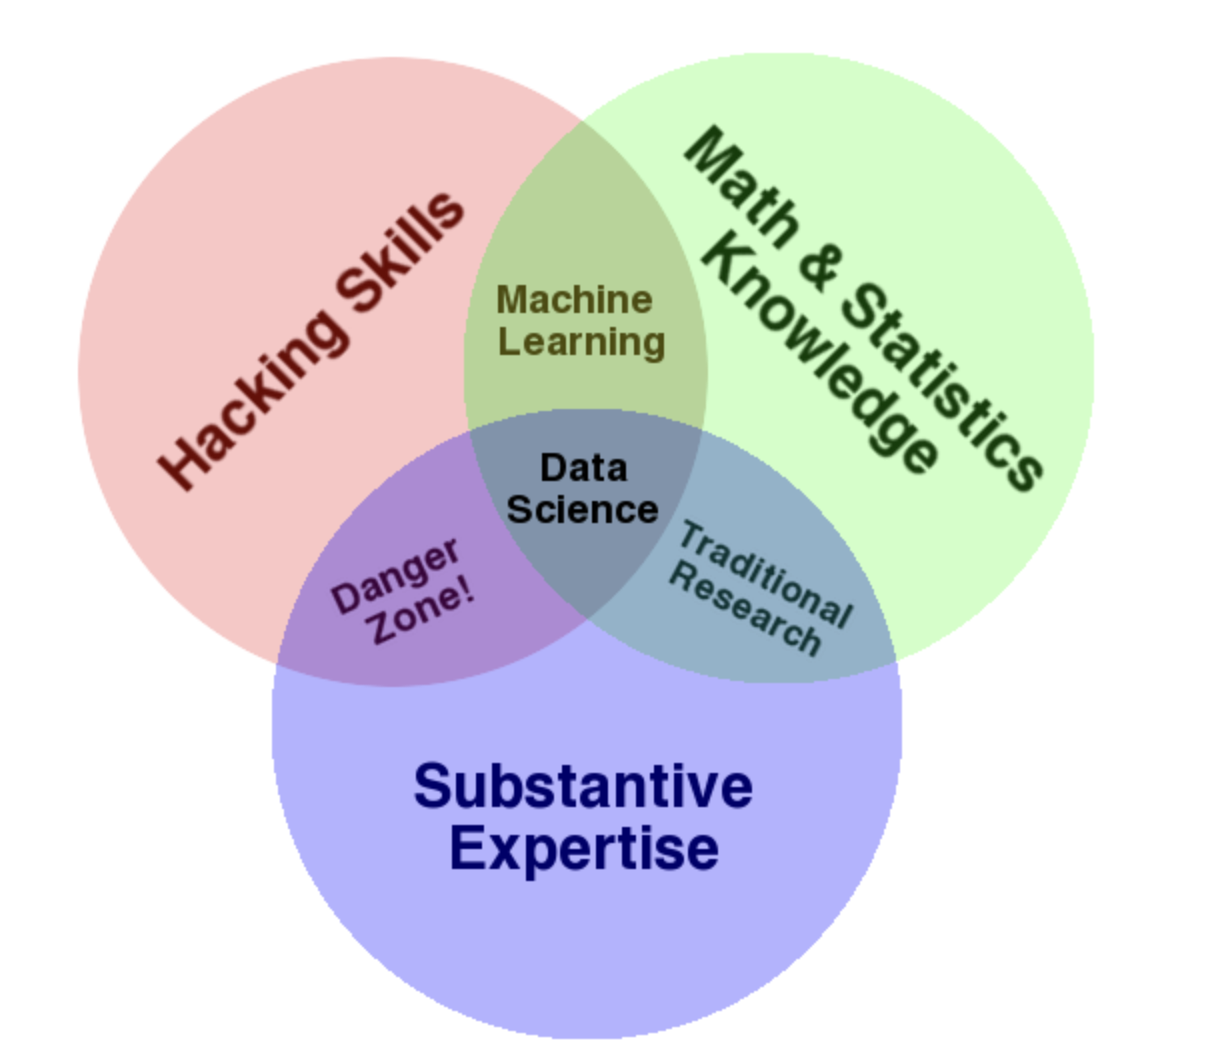 Hacking Skills
Math & Statistics
Knowledge
Machine
Learning
Data
Science
Danger
Zone!
Traditional
Research
Substantive
Expertise